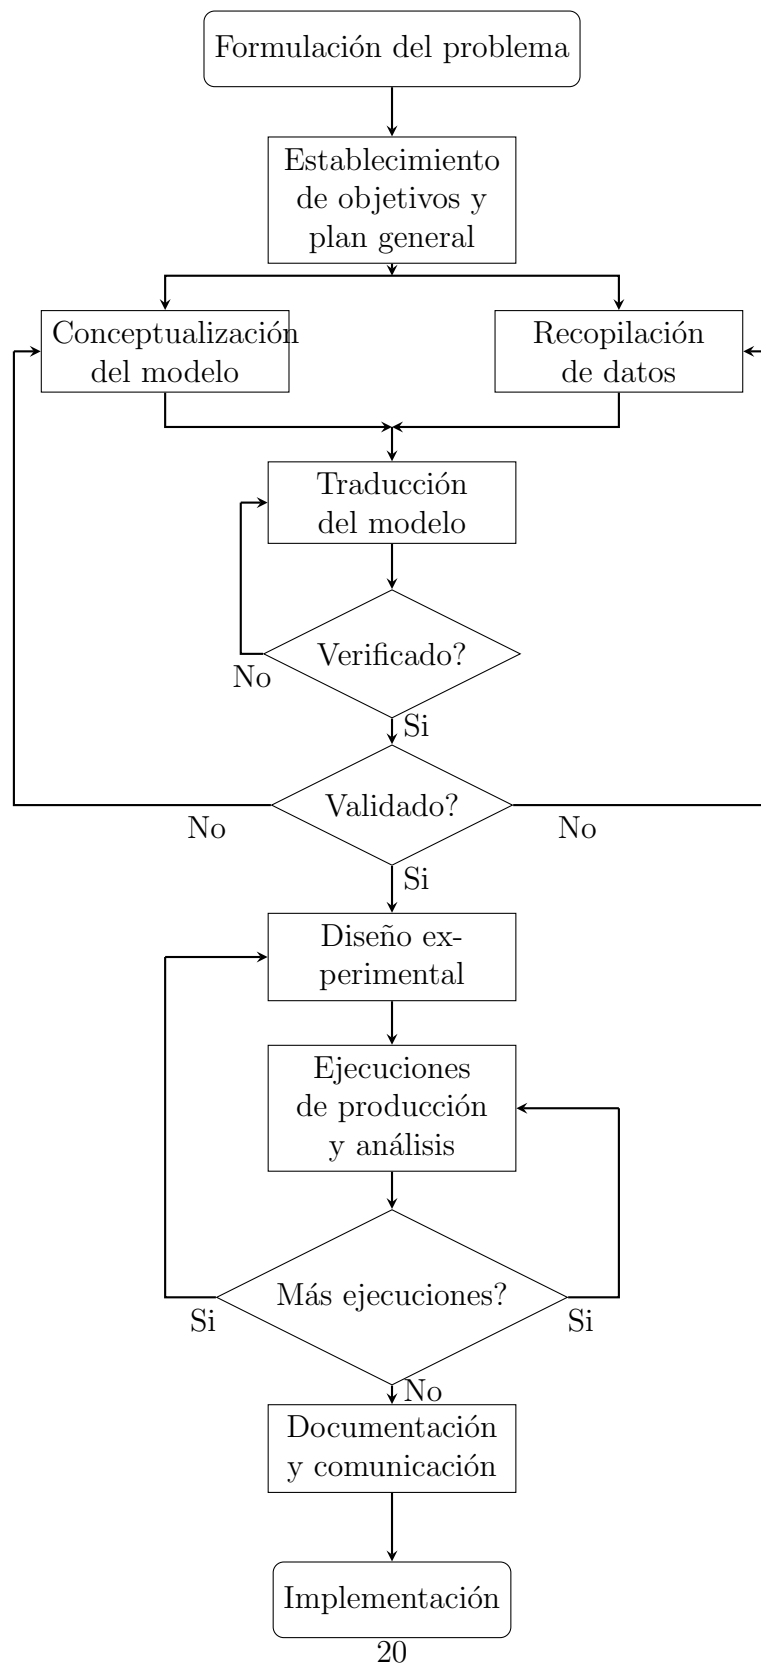 Formulación del problema
Establecimiento
de objetivos y
plan general
Conceptualización
del modelo
Recopilación
de datos
Traducción
del modelo
Verificado?
No
Si
Validado?
No
No
Si
Diseño ex-
perimental
Ejecuciones
de producción
y análisis
Más ejecuciones?
Si
Si
No
Documentación
y comunicación
Implementación
20